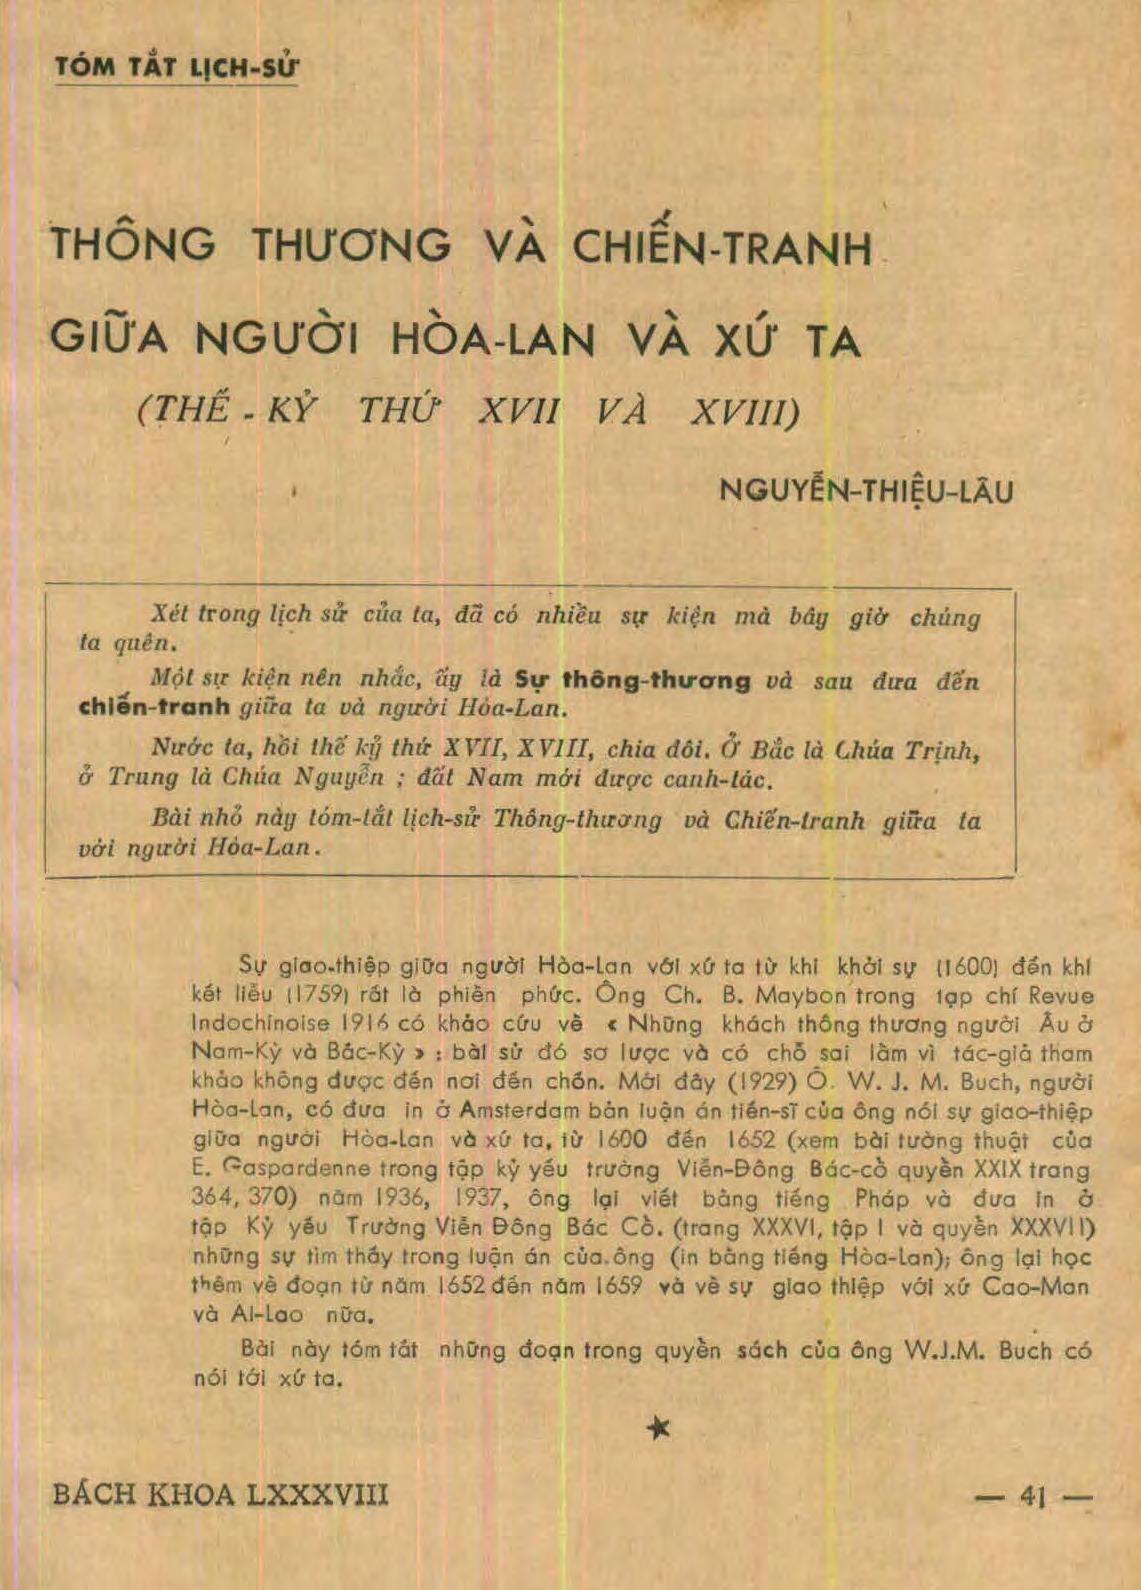 TÓM TẮT LỊCH-SỬ
THÔNG THƯƠNG VÀ CHIẾN-TRANH
GIỮA NGƯỜI HÒA-LAN VÀ XỨ TA
(THẾ - KỶ THỨ XVII VÀ XVIII)
NGUYỄN-THIỆU-LÂU
Xét trong lịch sử của ta, đã có nhiều sự kiện mà bây giờ chúng
ta quên.
Một sự kiện nên nhắc, ấy là Sự thông-thương và sau đưa đến
chiến-tranh giữa ta và người Hòa-Lan.
Nước ta, hồi thế kỷ thứ XVII, XVIII, chia đôi. Ở Bắc là Chúa Trịnh,
ở Trung là Chúa Nguyễn ; đất Nam mới được canh-tác.
Bài nhỏ này tóm-tắt lịch-sử Thông-thương và Chiến-tranh giữa ta
với người Hòa-Lan.
Sự giao-thiệp giữa người Hòa-Lan với xứ ta từ khi khởi sự (1600) đến khi
kết liễu (1759) rất là phiền phức. Ông Ch. B. Maybon trong tạp chí Revue
Indochinoise 1916 có khảo cứu về « Những khách thông thương người Âu ở
Nam-Kỳ và Bắc-Kỳ » : bài sử đó sơ lược và có chỗ sai lầm vì tác-giả tham
khảo không được đến nơi đến chốn. Mới đây (1929) Ô. W. J. M. Buch, người
Hòa-Lan, có đưa in ở Amsterdam bản luận án tiến-sĩ của ông nói sự giao-thiệp
giữa người Hòa-Lan và xứ ta, từ 1600 đến 1652 (xem bài tường thuật của
E. Gaspardenne trong tập kỷ yếu trường Viễn-Đông Bác-cổ quyển XXIX trang
364, 370) năm 1936, 1937, ông lại viết bằng tiếng Pháp và đưa in ở
tập Kỷ yếu Trường Viễn Đông Bác Cổ. (trang XXXVI, tập I và quyển XXXVII)
những sự tìm thấy trong luận án của ông (in bằng tiếng Hòa-Lan); ông lại học
thêm về đoạn từ năm 1652 đến năm 1659 và về sự giao thiệp với xứ Cao-Man
và Ai-Lao nữa.
Bài này tóm tắt những đoạn trong quyển sách của ông W.J.M. Buch có
nói tới xứ ta.
BÁCH KHOA LXXXVIII
— 41 —